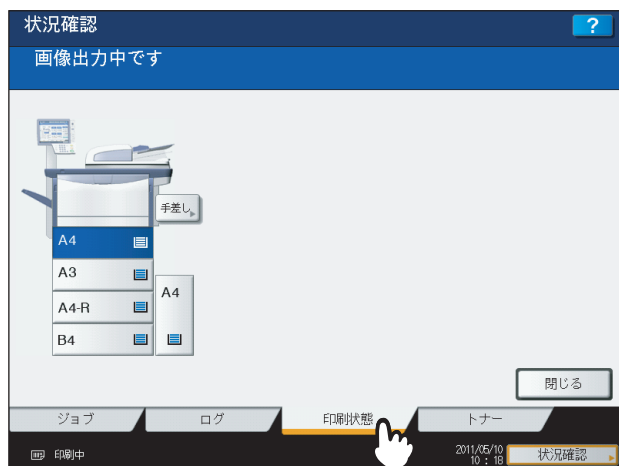 状況確認
?
画像出力中です
手差し
A4
A3
A4
A4-R
B4
閉じる
ジョブ
ログ
印刷状態
トナー
印刷中
2011/05/10
10 : 18
状況確認